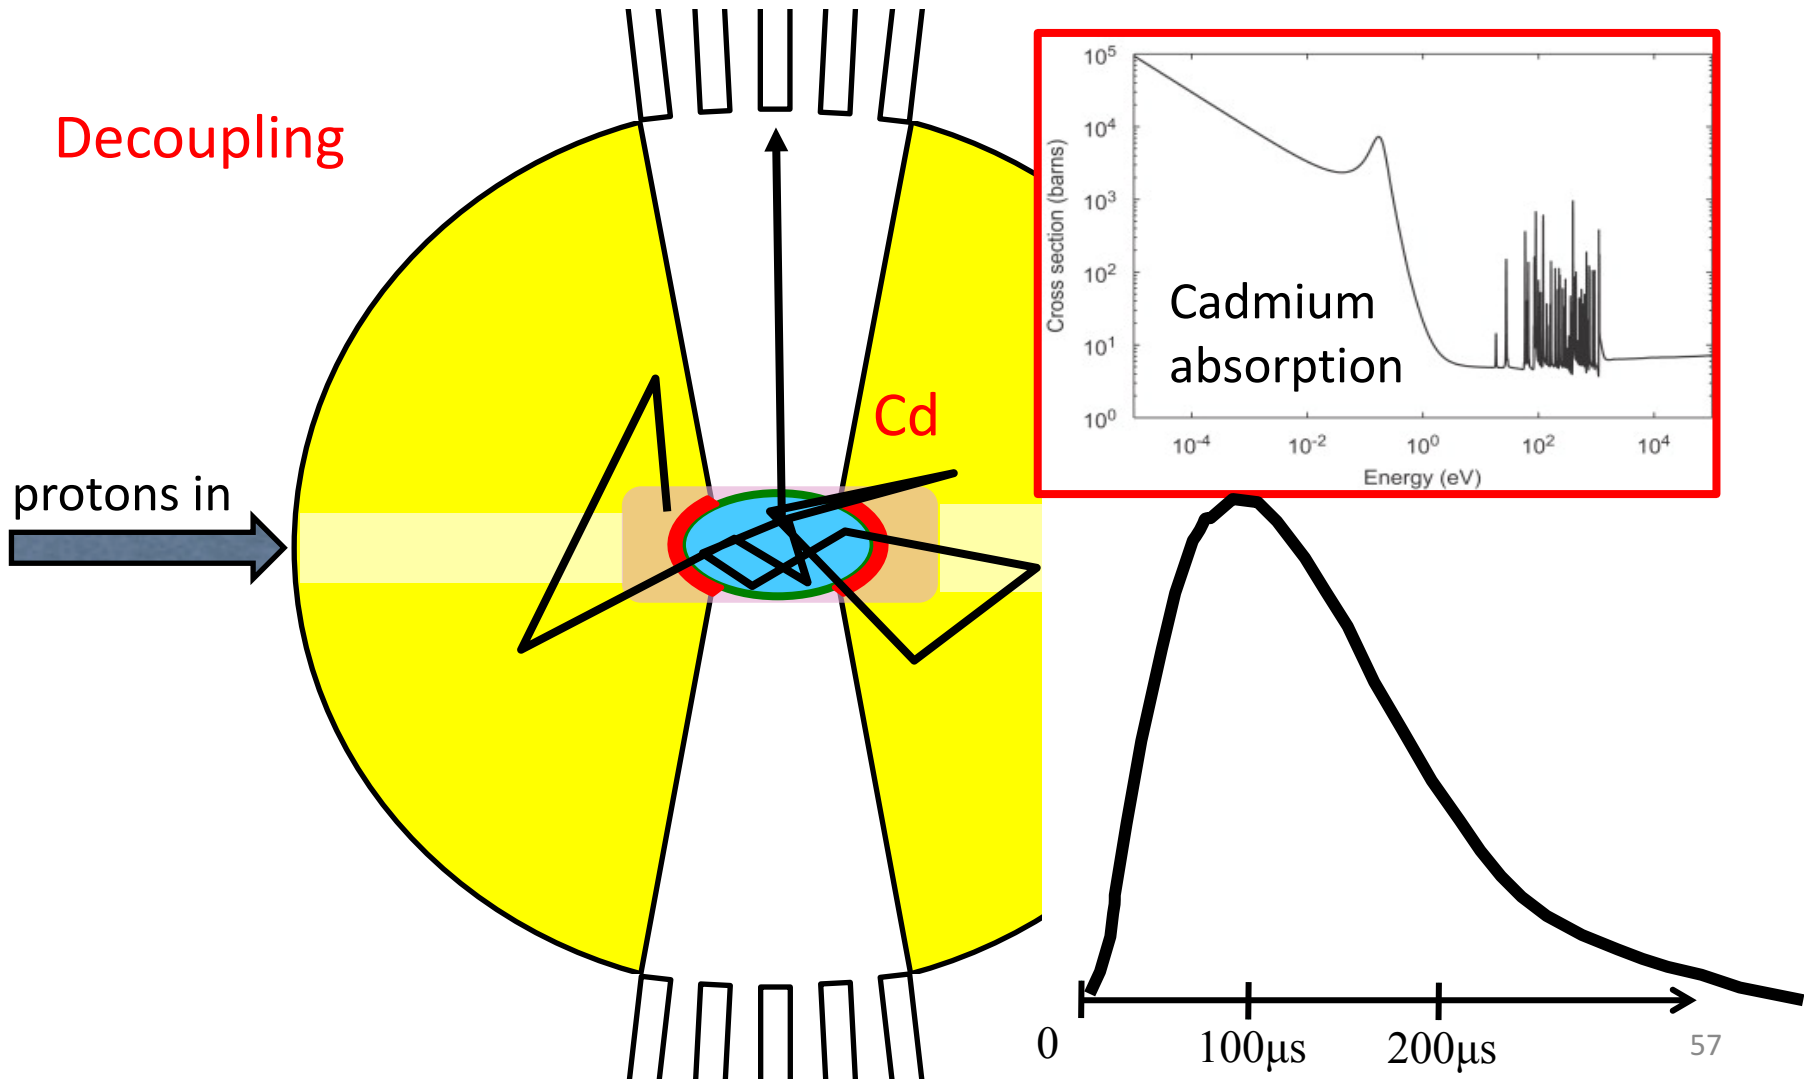 Decoupling
protons in
Cd
Cross section (barns)
10⁵
10⁴
10³
10²
10¹
10⁰
Cadmium
absorption
10⁻⁴
10⁻²
10⁰
10²
10⁴
Energy (eV)
0
100μs
200μs
57